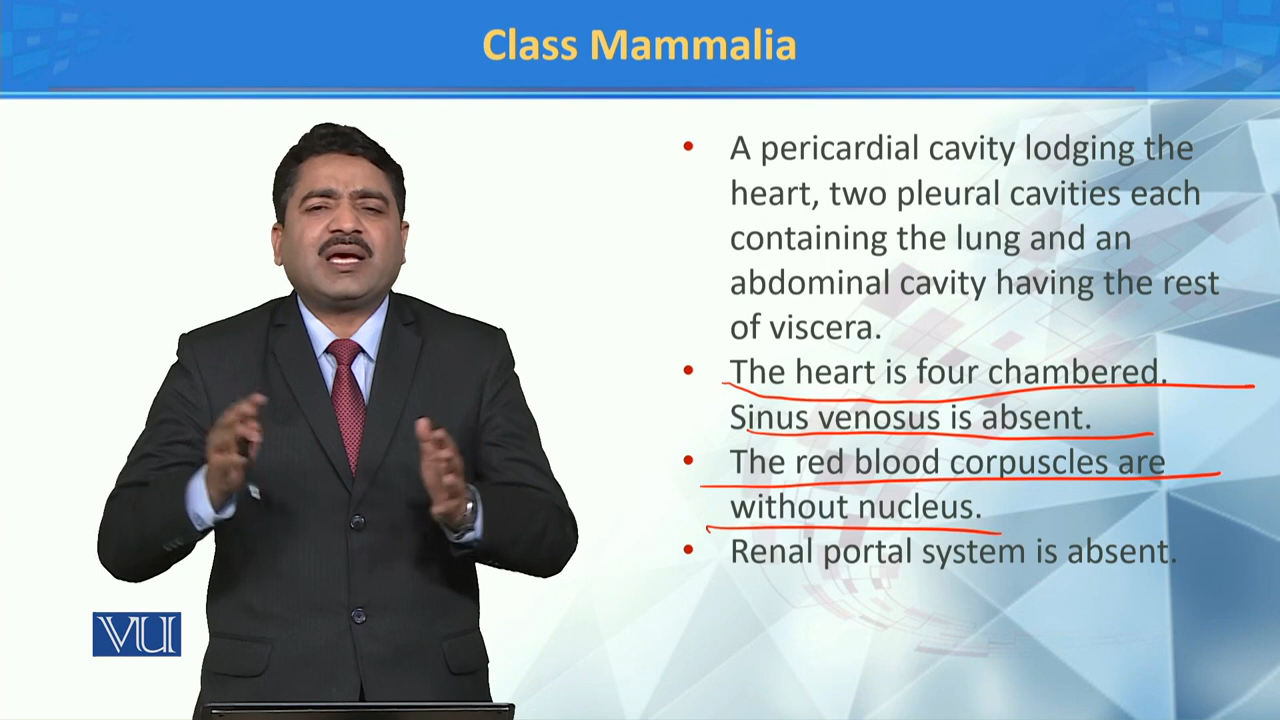 Class Mammalia
• A pericardial cavity lodging the
heart, two pleural cavities each
containing the lung and an
abdominal cavity having the rest
of viscera.
• The heart is four chambered.
Sinus venosus is absent.
• The red blood corpuscles are
without nucleus.
• Renal portal system is absent.
VU